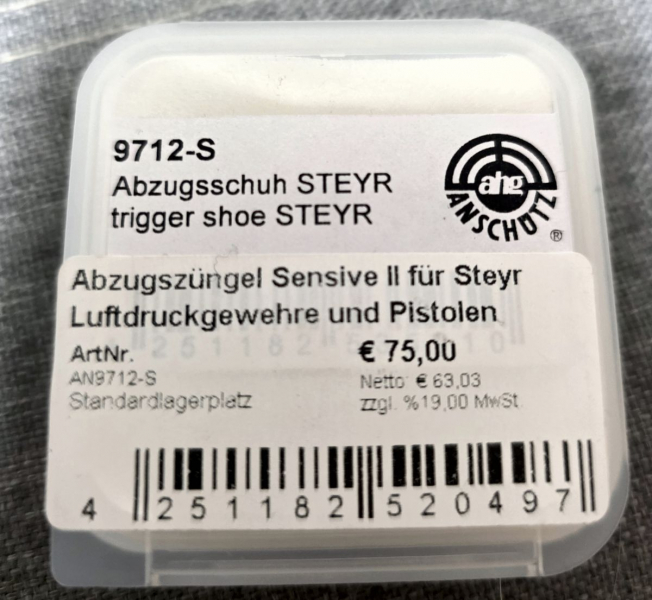 9712-S
Abzugsschuh STEYR
trigger shoe STEYR
ahg
ANSCHÜTZ
®
Abzugszüngel Sensive II für Steyr
Luftdruckgewehre und Pistolen
ArtNr.
€ 75,00
AN9712-S
Netto € 63,03
Standardlagerplatz
zzgl. %19,00 MwSt.
4 251182 520497